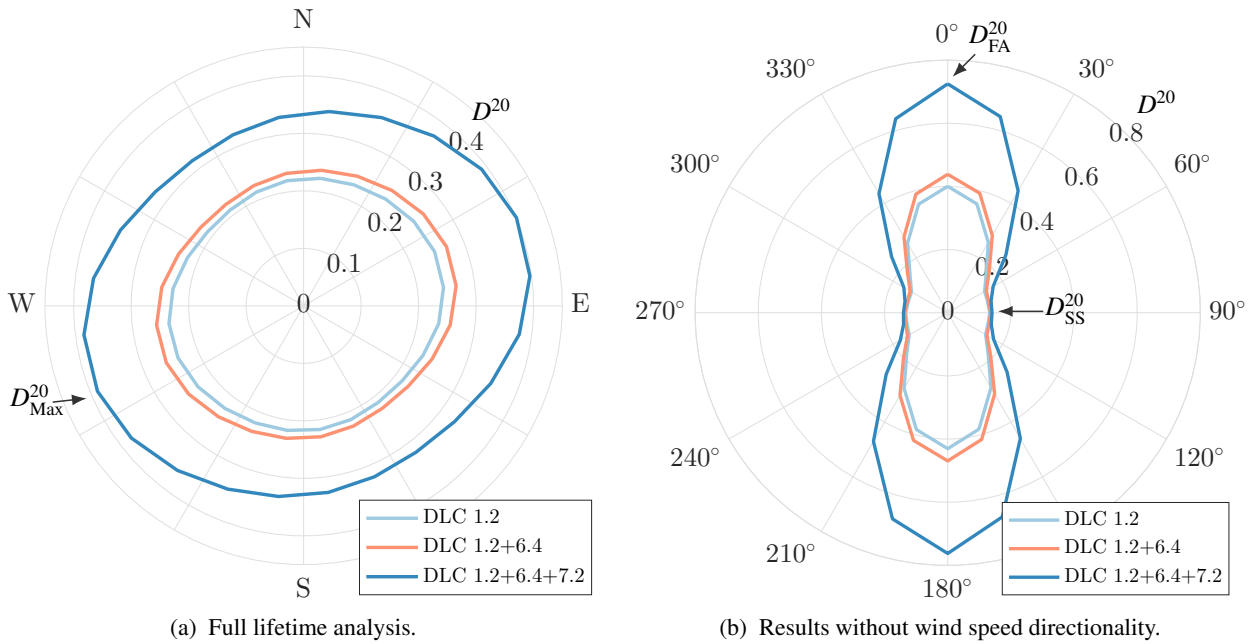 N
D^20
0.4
0.3
0.2
0.1
W
0
E
D^20_Max
S
DLC 1.2
DLC 1.2+6.4
DLC 1.2+6.4+7.2
(a) Full lifetime analysis.
D^20_FA
0°
330°
30°
D^20
0.8
300°
60°
0.6
0.4
0.2
270°
0
D^20_SS
90°
240°
120°
210°
180°
DLC 1.2
DLC 1.2+6.4
DLC 1.2+6.4+7.2
(b) Results without wind speed directionality.